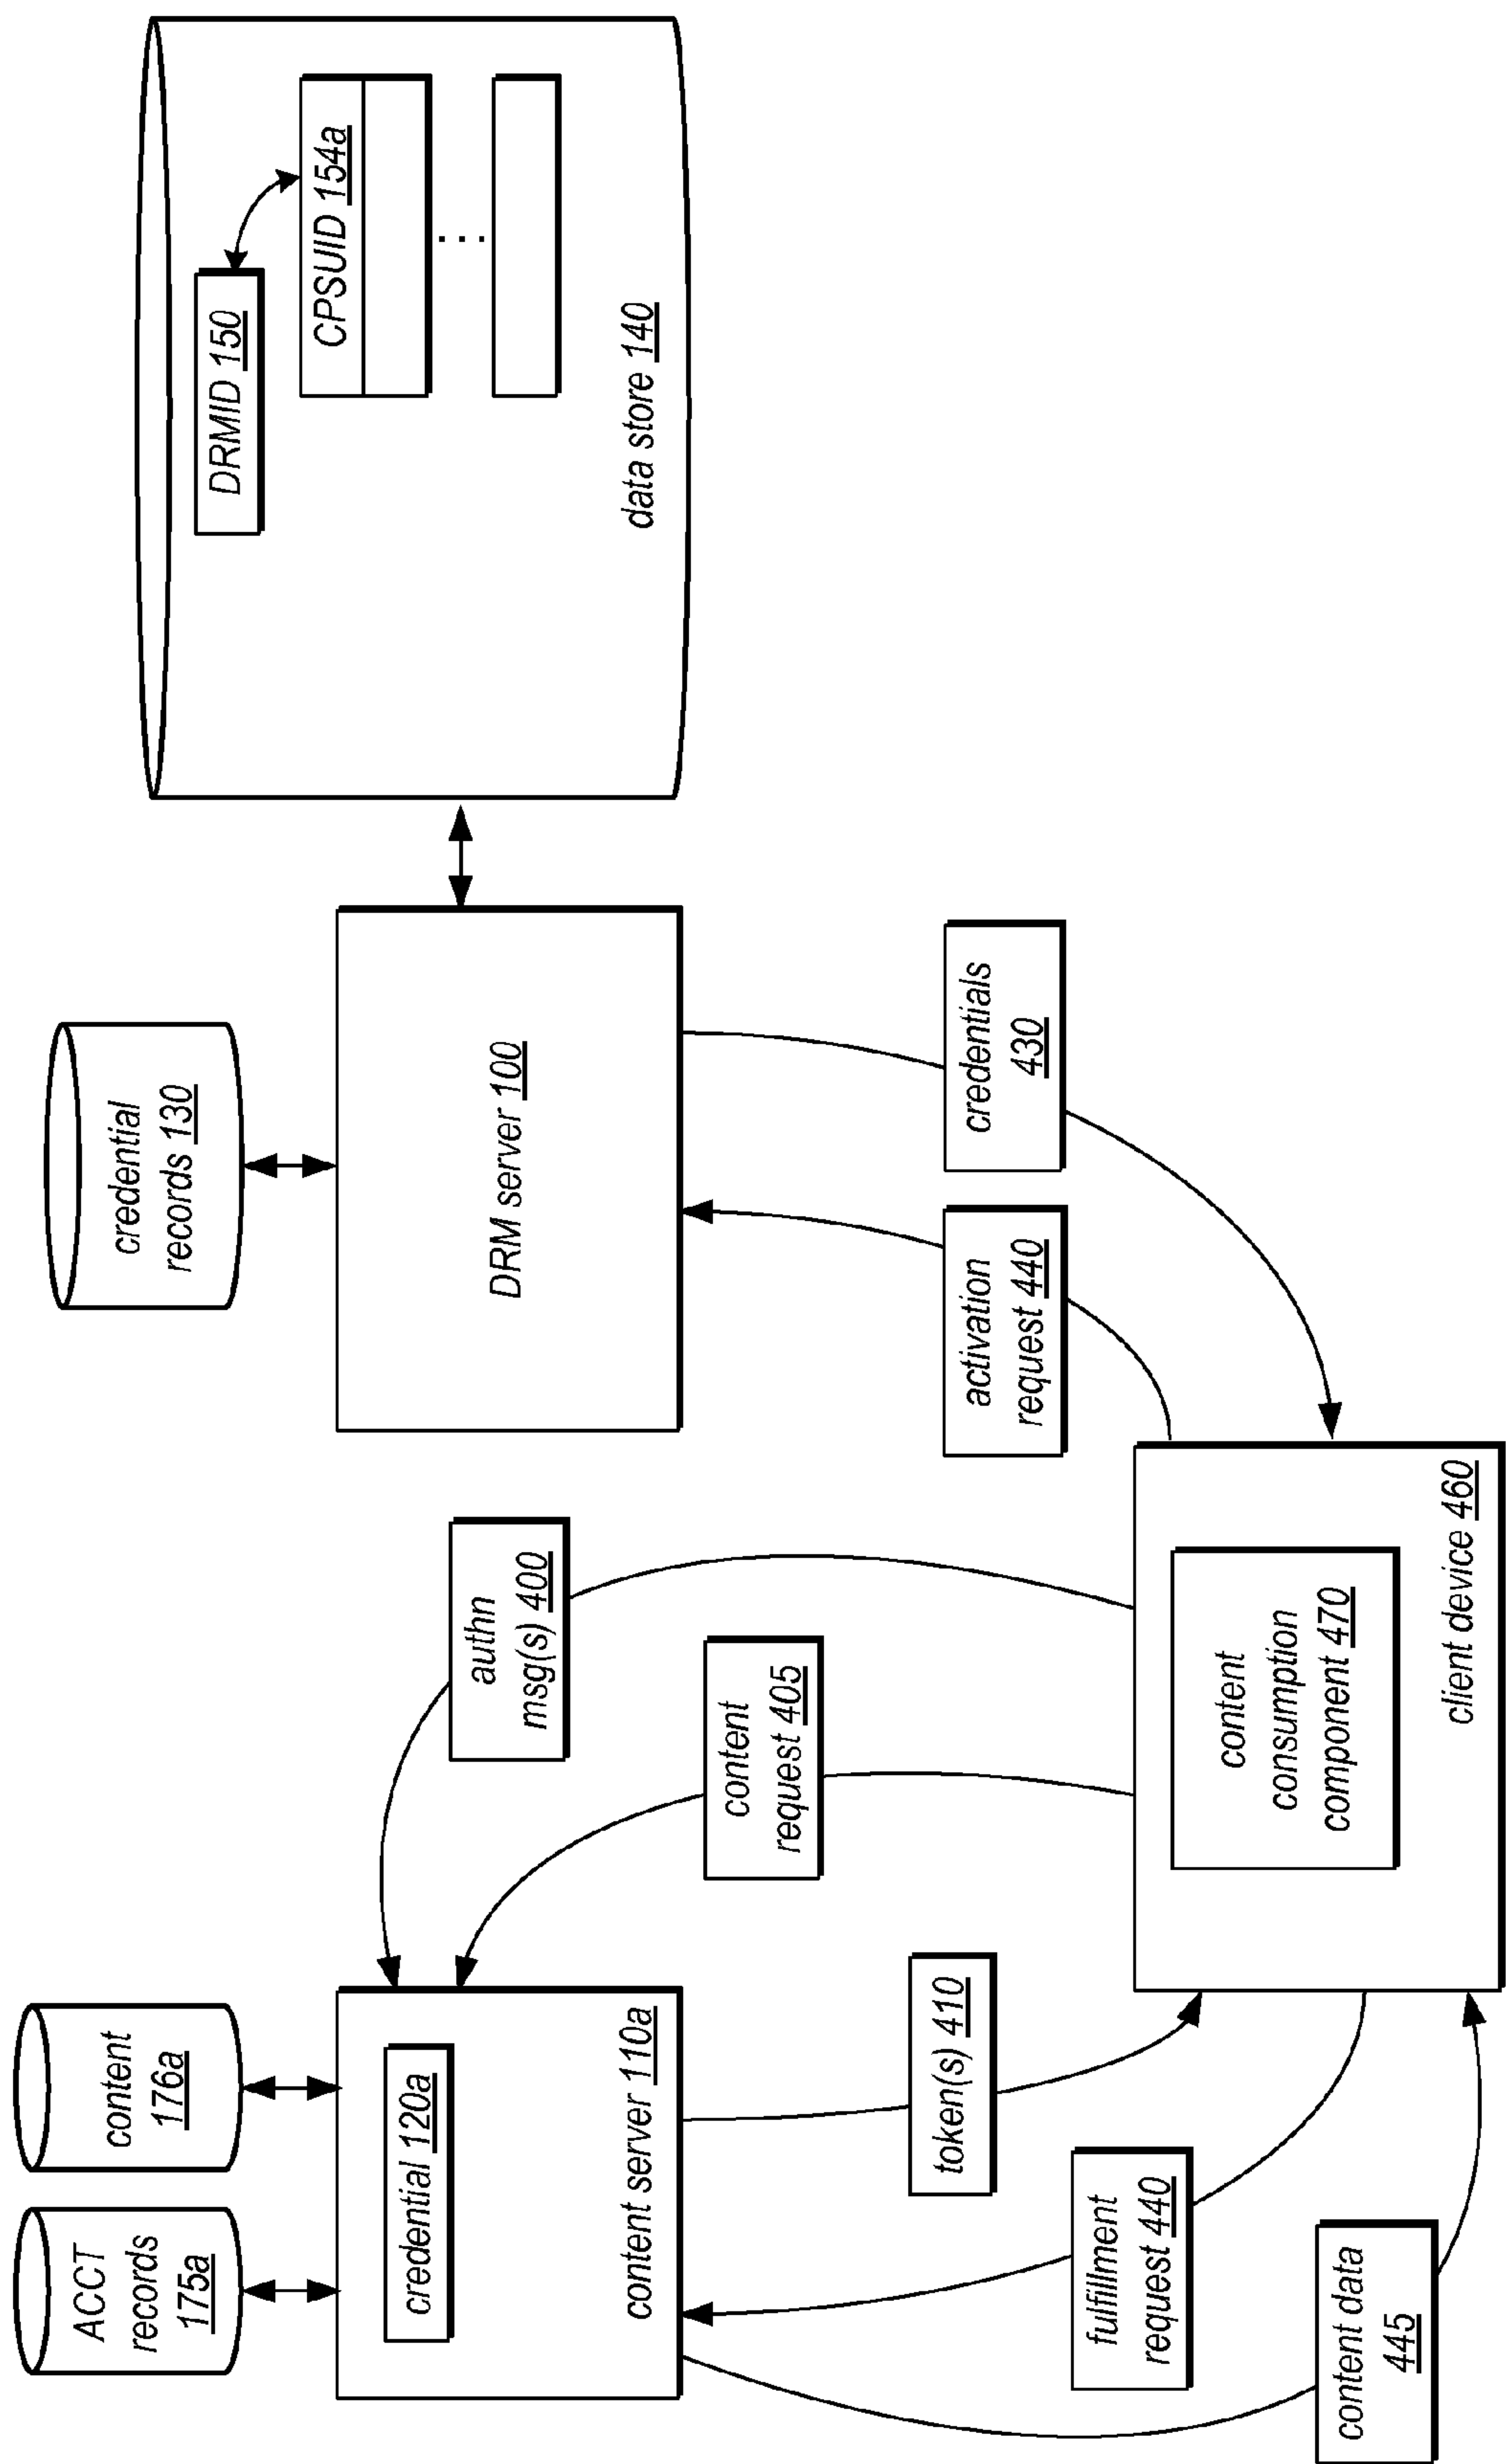 ACCT
records
175a
content
176a
credential
records 130
credential 120a
content server 110a
DRM server 100
DRMID 150
CPSUID 154a
...
data store 140
authn
msg(s) 400
content
request 405
token(s) 410
fulfillment
request 440
content data
445
activation
request 440
credentials
430
content
consumption
component 470
client device 460